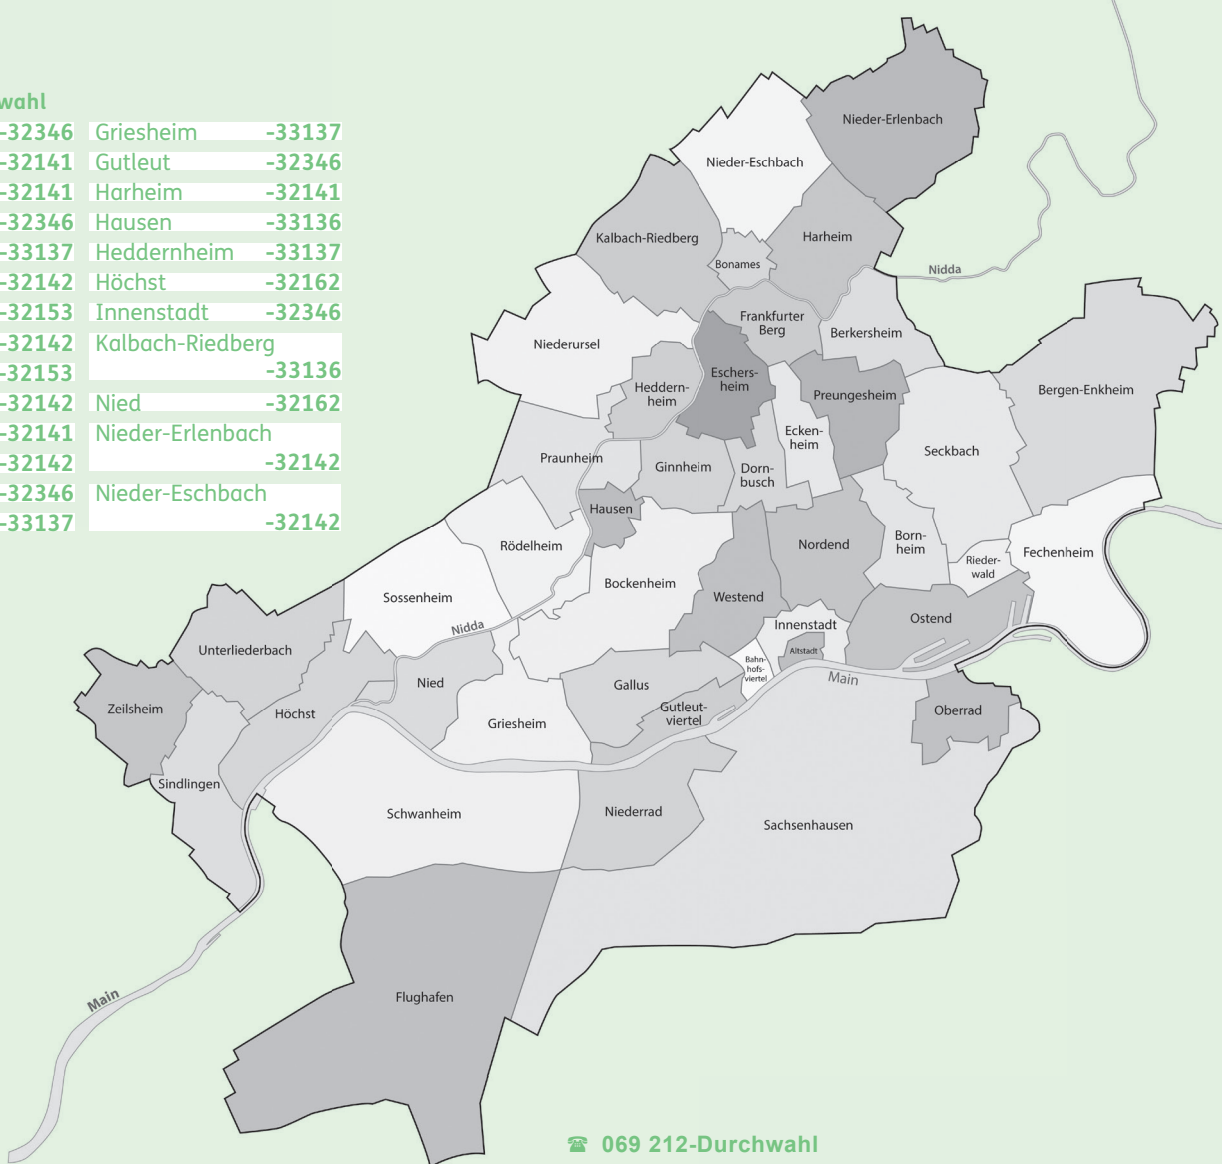 wahl
-32346 Griesheim -33137
-32141 Gutleut -32346
-32141 Harheim -32141
-32346 Hausen -33136
-33137 Heddernheim -33137
-32142 Höchst -32162
-32153 Innenstadt -32346
-32142 Kalbach-Riedberg
-32153 -33136
-32142 Nied -32162
-32141 Nieder-Erlenbach
-32142 -32142
-32346 Nieder-Eschbach
-33137 -32142
Nieder-Erlenbach
Nieder-Eschbach
Kalbach-Riedberg
Harheim
Bonames
Nidda
Frankfurter
Berg
Berkersheim
Niederursel
Heddern-
heim
Eschers-
heim
Preungesheim
Bergen-Enkheim
Ecken-
heim
Seckbach
Praunheim
Ginnheim
Dorn-
busch
Hausen
Rödelheim
Nordend
Born-
heim
Rieder-
wald
Fechenheim
Bockenheim
Sossenheim
Westend
Ostend
Innenstadt
Nidda
Altstadt
Unterliederbach
Bahn-
hofs-
viertel
Main
Nied
Gallus
Zeilsheim
Höchst
Griesheim
Gutleut-
viertel
Oberrad
Sindlingen
Schwanheim
Niederrad
Sachsenhausen
Flughafen
Main
☎ 069 212-Durchwahl